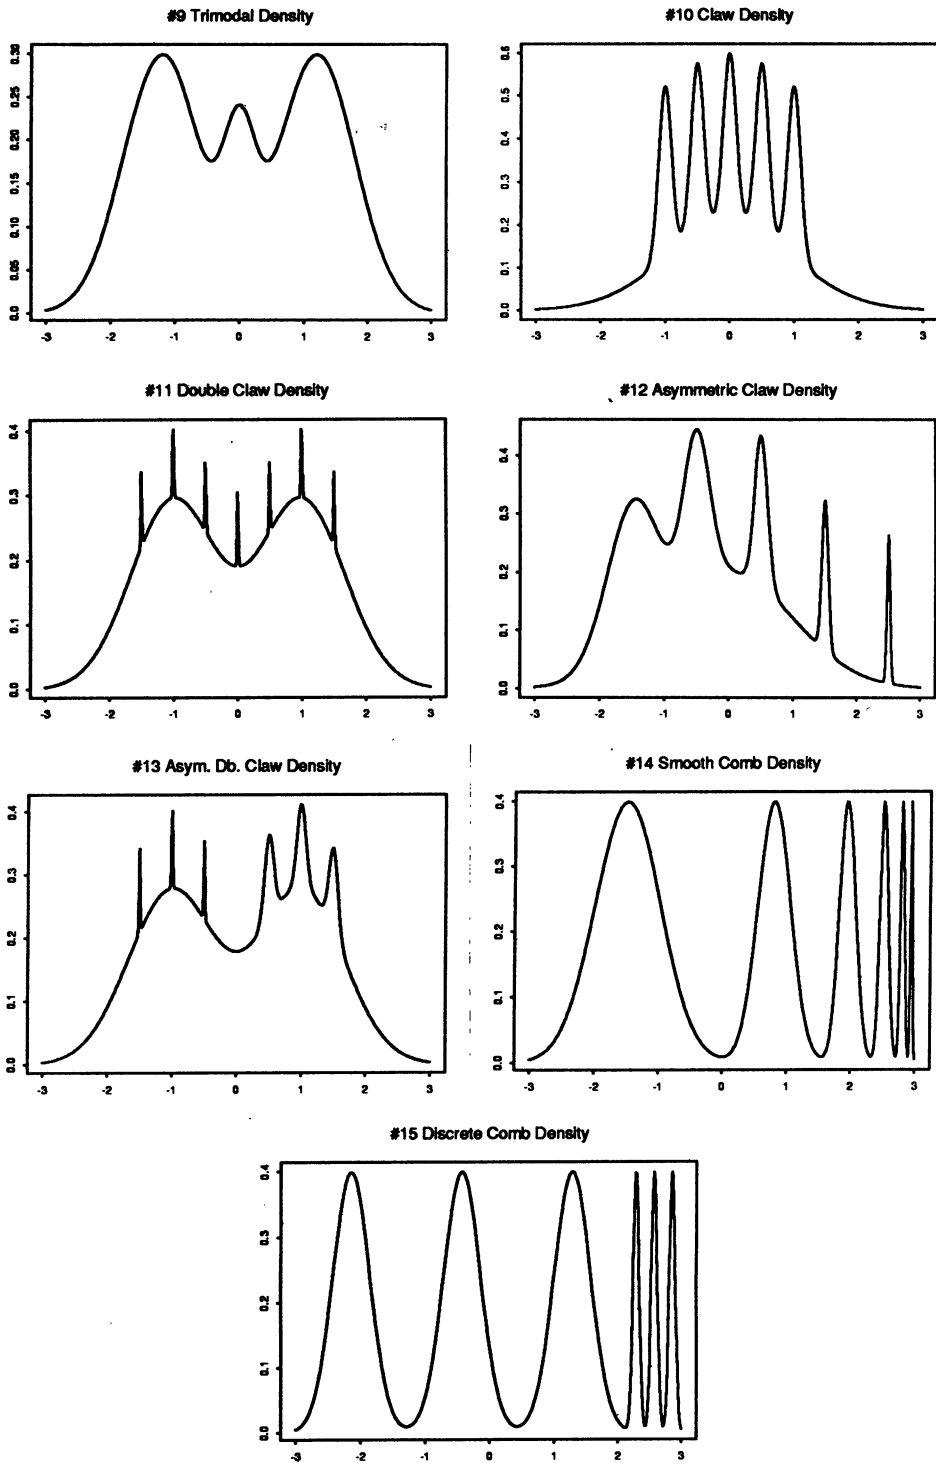 #9 Trimodal Density
0.30
0.25
0.20
0.15
0.10
0.05
0.0
-3 -2 -1 0 1 2 3
#10 Claw Density
0.6
0.5
0.4
0.3
0.2
0.1
0.0
-3 -2 -1 0 1 2 3
#11 Double Claw Density
0.4
0.3
0.2
0.1
0.0
-3 -2 -1 0 1 2 3
#12 Asymmetric Claw Density
0.4
0.3
0.2
0.1
0.0
-3 -2 -1 0 1 2 3
#13 Asym. Db. Claw Density
0.4
0.3
0.2
0.1
0.0
-3 -2 -1 0 1 2 3
#14 Smooth Comb Density
0.4
0.3
0.2
0.1
0.0
-3 -2 -1 0 1 2 3
#15 Discrete Comb Density
0.4
0.3
0.2
0.1
0.0
-3 -2 -1 0 1 2 3